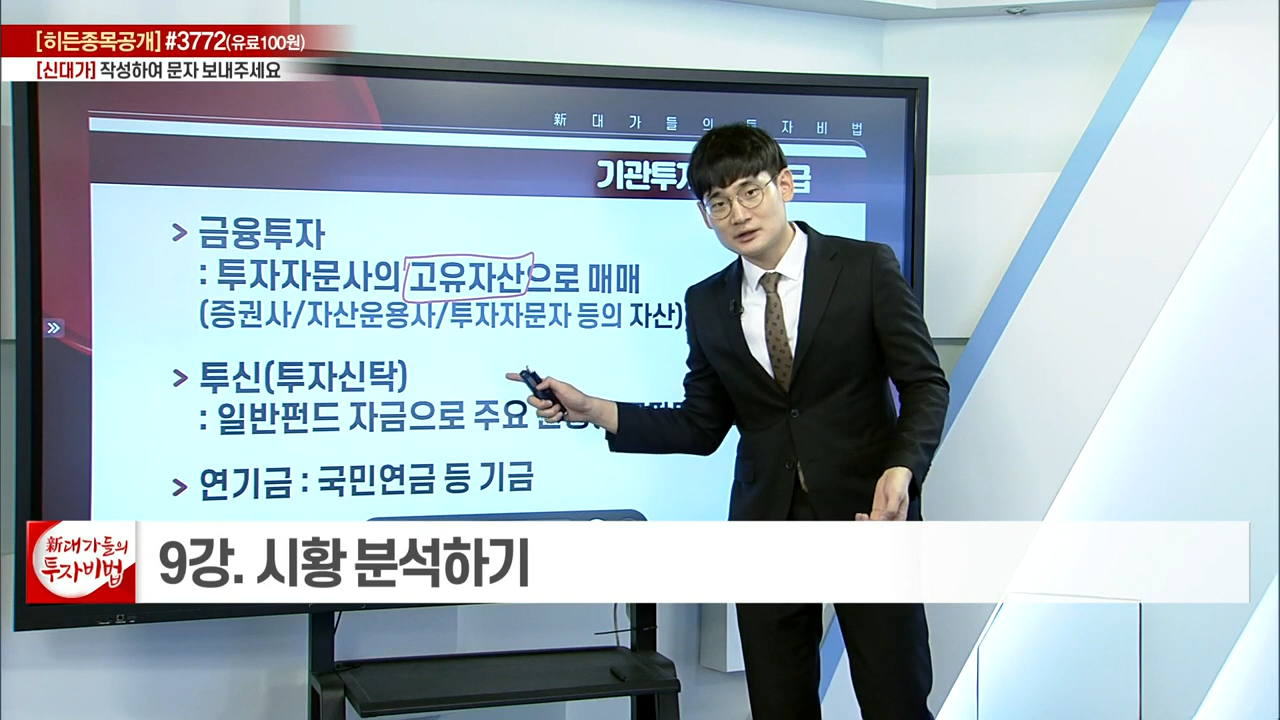 [히든종목공개] #3772(유료100원)
[신대가] 작성하여 문자 보내주세요
新대가들의 투자비법
기관투자 급
> 금융투자
: 투자자문사의 고유자산으로 매매
(증권사/자산운용사/투자자문자 등의 자산)
> 투신(투자신탁)
: 일반펀드 자금으로 주요
> 연기금 : 국민연금 등 기금
新대가들의
투자비법
9강. 시황 분석하기